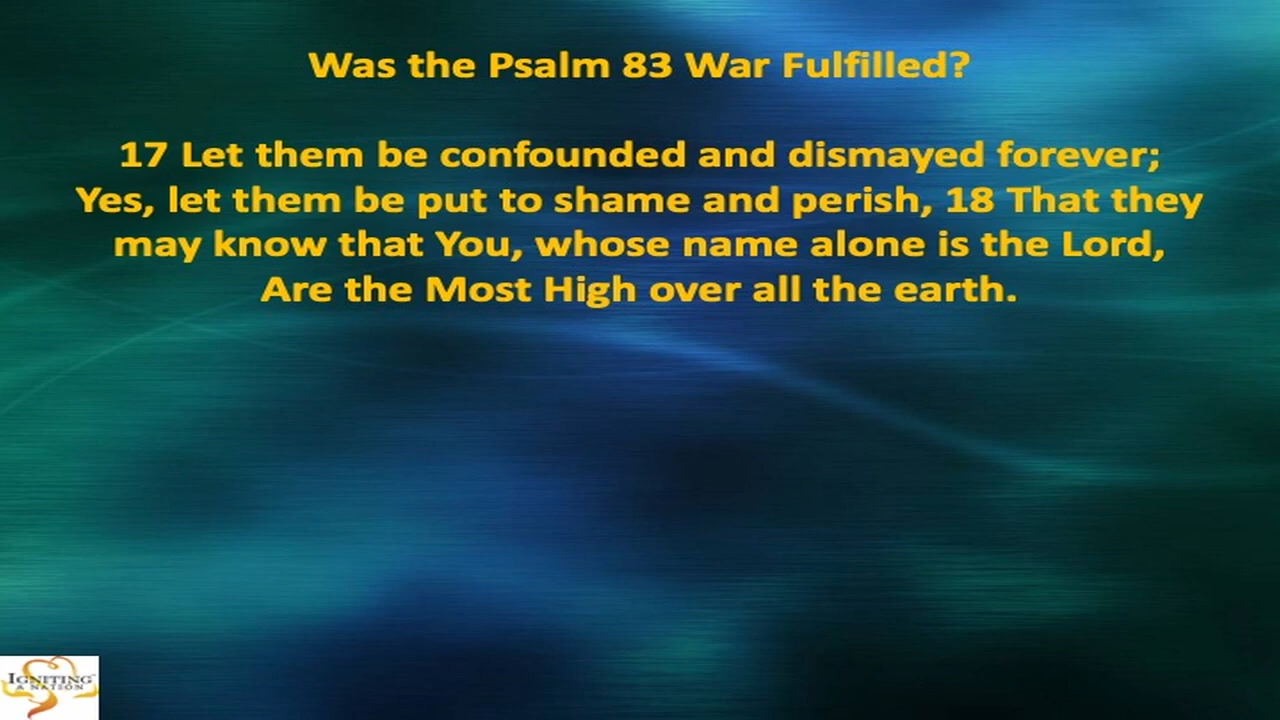 Was the Psalm 83 War Fulfilled?
17 Let them be confounded and dismayed forever;
Yes, let them be put to shame and perish, 18 That they
may know that You, whose name alone is the Lord,
Are the Most High over all the earth.
IGNITING
A NATION